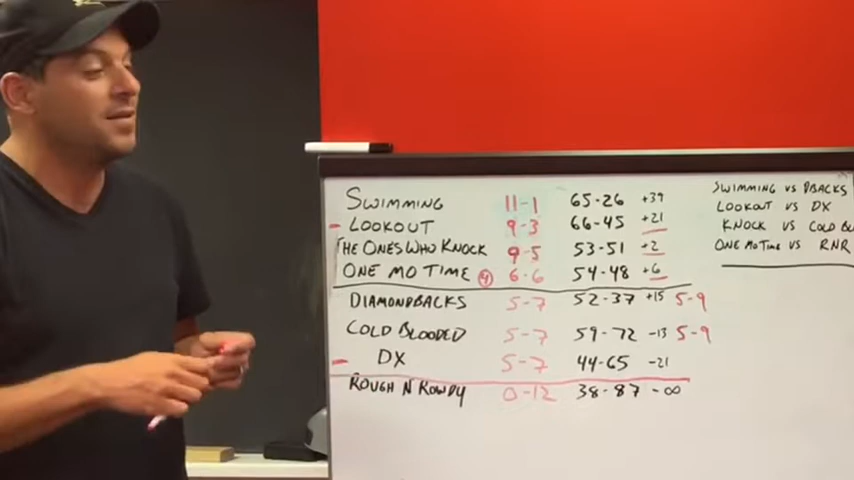 SWIMMING 11-1 65-26 +39
- LOOKOUT 9-3 66-45 +21
THE ONES WHO KNOCK 9-5 53-51 +2
ONE MO TIME 4 6-6 54-48 +6
DIAMONDBACKS 5-7 52-37 +15 5-9
COLD BLOODED 5-7 59-72 -13 5-9
- DX 5-7 44-65 -21
ROUGH N ROWDY 0-12 38-87 -∞
SWIMMING VS DBACKS
LOOKOUT VS DX
KNOCK VS COLD
ONE MO TIME VS RNR